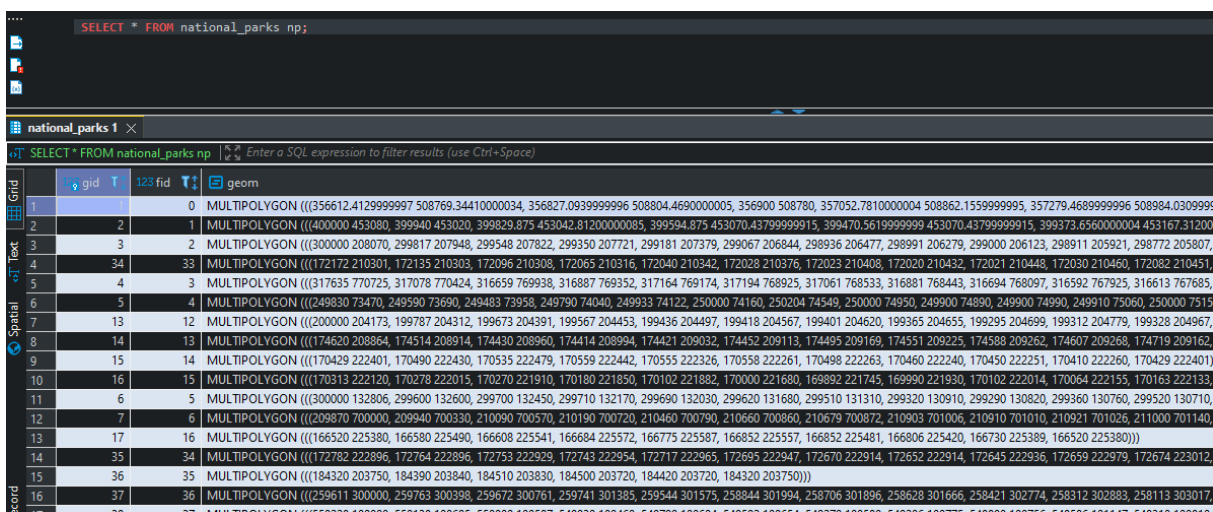 SELECT * FROM national_parks np;
national_parks 1
SELECT * FROM national_parks np Enter a SQL expression to filter results (use Ctrl+Space)
Grid
Text
Spatial
gid 123 fid geom
1 1 0 MULTIPOLYGON (((356612.4129999997 508769.34410000034, 356827.0939999996 508804.4690000005, 356900 508780, 357052.7810000004 508862.1559999995, 357279.4689999996 508984.030999
2 2 1 MULTIPOLYGON (((400000 453080, 399940 453020, 399829.875 453042.81200000085, 399594.875 453070.43799999915, 399470.5619999999 453070.43799999915, 399373.6560000004 453167.31200
3 3 2 MULTIPOLYGON (((300000 208070, 299817 207948, 299548 207822, 299350 207721, 299181 207379, 299067 206844, 298936 206477, 298991 206279, 299000 206123, 298911 205921, 298772 205807,
4 34 33 MULTIPOLYGON (((172172 210301, 172135 210303, 172096 210308, 172065 210316, 172040 210342, 172028 210376, 172023 210408, 172020 210432, 172021 210448, 172030 210460, 172082 210451,
5 4 3 MULTIPOLYGON (((317635 770725, 317078 770424, 316659 769938, 316887 769352, 317164 769174, 317194 768925, 317061 768533, 316881 768443, 316694 768097, 316592 767925, 316613 767685,
6 5 4 MULTIPOLYGON (((249830 73470, 249590 73690, 249483 73958, 249790 74040, 249933 74122, 250000 74160, 250204 74549, 250000 74950, 249900 74890, 249900 74990, 249910 75060, 250000 7515
7 13 12 MULTIPOLYGON (((200000 204173, 199787 204312, 199673 204391, 199567 204453, 199436 204497, 199418 204567, 199401 204620, 199365 204655, 199295 204699, 199312 204779, 199328 204967,
8 14 13 MULTIPOLYGON (((174620 208864, 174514 208914, 174430 208960, 174414 208994, 174421 209032, 174452 209113, 174495 209169, 174551 209225, 174588 209262, 174607 209268, 174719 209162,
9 15 14 MULTIPOLYGON (((170429 222401, 170490 222430, 170535 222479, 170559 222442, 170555 222326, 170558 222261, 170498 222263, 170460 222240, 170450 222251, 170410 222260, 170429 222401)
10 16 15 MULTIPOLYGON (((170313 222120, 170278 222015, 170270 221910, 170180 221850, 170102 221882, 170000 221680, 169892 221745, 169990 221930, 170102 222014, 170064 222155, 170163 222133,
11 6 5 MULTIPOLYGON (((300000 132806, 299600 132600, 299700 132450, 299710 132170, 299690 132030, 299620 131680, 299510 131310, 299320 130910, 299290 130820, 299360 130760, 299520 130710,
12 7 6 MULTIPOLYGON (((209870 700000, 209940 700330, 210090 700570, 210190 700720, 210460 700790, 210660 700860, 210679 700872, 210903 701006, 210910 701010, 210921 701026, 211000 701140,
13 17 16 MULTIPOLYGON (((166520 225380, 166580 225490, 166608 225541, 166684 225572, 166775 225587, 166852 225557, 166852 225481, 166806 225420, 166730 225389, 166520 225380)))
14 35 34 MULTIPOLYGON (((172782 222896, 172764 222896, 172753 222929, 172743 222954, 172717 222965, 172695 222947, 172670 222914, 172652 222914, 172645 222936, 172659 222979, 172674 223012,
15 36 35 MULTIPOLYGON (((184320 203750, 184390 203840, 184510 203830, 184500 203720, 184420 203720, 184320 203750)))
16 37 36 MULTIPOLYGON (((259611 300000, 259763 300398, 259672 300761, 259741 301385, 259544 301575, 258844 301994, 258706 301896, 258628 301666, 258421 302774, 258312 302883, 258113 303017,